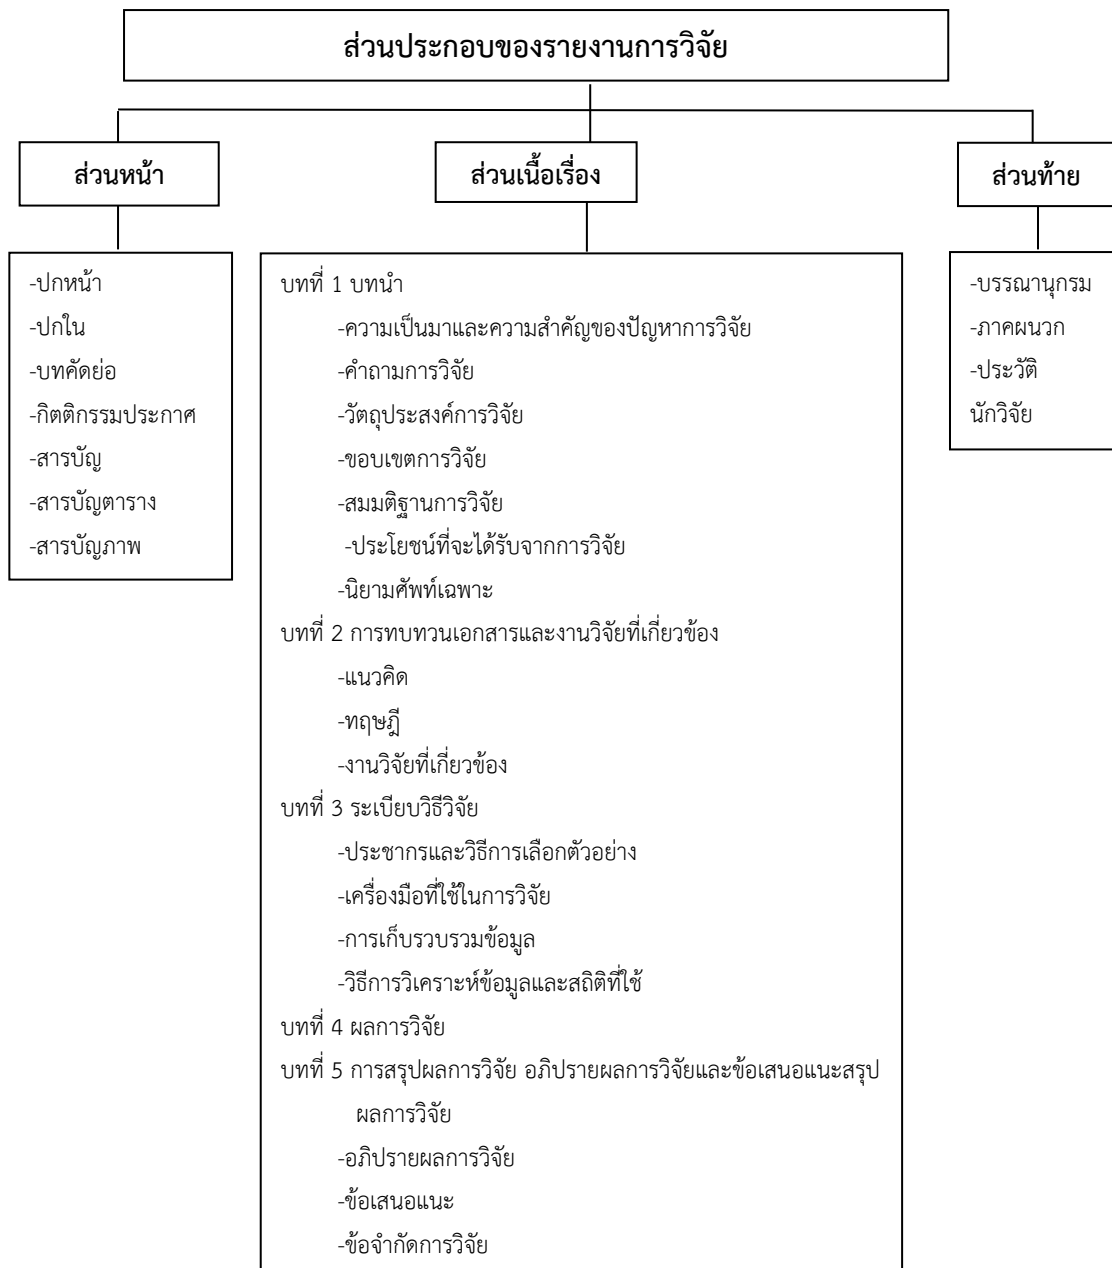 ส่วนประกอบของรายงานการวิจัย
ส่วนหน้า
-ปกหน้า
-ปกใน
-บทคัดย่อ
-กิตติกรรมประกาศ
-สารบัญ
-สารบัญตาราง
-สารบัญภาพ
ส่วนเนื้อเรื่อง
บทที่ 1 บทนำ
-ความเป็นมาและความสำคัญของปัญหาการวิจัย
-คำถามการวิจัย
-วัตถุประสงค์การวิจัย
-ขอบเขตการวิจัย
-สมมติฐานการวิจัย
-ประโยชน์ที่จะได้รับจากการวิจัย
-นิยามศัพท์เฉพาะ
บทที่ 2 การทบทวนเอกสารและงานวิจัยที่เกี่ยวข้อง
-แนวคิด
-ทฤษฎี
-งานวิจัยที่เกี่ยวข้อง
บทที่ 3 ระเบียบวิธีวิจัย
-ประชากรและวิธีการเลือกตัวอย่าง
-เครื่องมือที่ใช้ในการวิจัย
-การเก็บรวบรวมข้อมูล
-วิธีการวิเคราะห์ข้อมูลและสถิติที่ใช้
บทที่ 4 ผลการวิจัย
บทที่ 5 การสรุปผลการวิจัย อภิปรายผลการวิจัยและข้อเสนอแนะสรุป
ผลการวิจัย
-อภิปรายผลการวิจัย
-ข้อเสนอแนะ
-ข้อจำกัดการวิจัย
ส่วนท้าย
-บรรณานุกรม
-ภาคผนวก
-ประวัติ
นักวิจัย